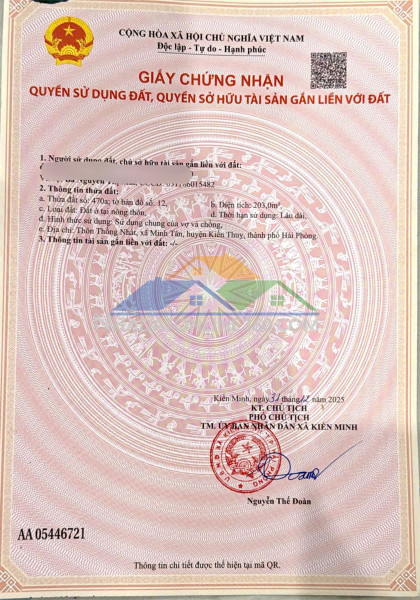 CỘNG HÒA XÃ HỘI CHỦ NGHĨA VIỆT NAM
Độc lập - Tự do - Hạnh phúc
GIẤY CHỨNG NHẬN
QUYỀN SỬ DỤNG ĐẤT, QUYỀN SỞ HỮU TÀI SẢN GẮN LIỀN VỚI ĐẤT
1. Người sử dụng đất, chủ sở hữu tài sản gắn liền với đất:
Nguyễn
2. Thông tin thửa đất:
a. Thửa đất số: 470a; tờ bản đồ số: 12, b. Diện tích: 203,0m²,
c. Loại đất: Đất ở tại nông thôn, d. Thời hạn sử dụng: Lâu dài,
đ. Hình thức sử dụng: Sử dụng chung của vợ và chồng,
e. Địa chỉ: Thôn Thống Nhất, xã Minh Tân, huyện Kiến Thụy, thành phố Hải Phòng.
3. Thông tin tài sản gắn liền với đất: -/-
Kiến Minh, ngày 31 tháng 12 năm 2025
KT. CHỦ TỊCH
PHÓ CHỦ TỊCH
TM. ỦY BAN NHÂN DÂN XÃ KIẾN MINH
Nguyễn Thế Đoàn
AA 05446721
Thông tin chi tiết được thể hiện tại mã QR.